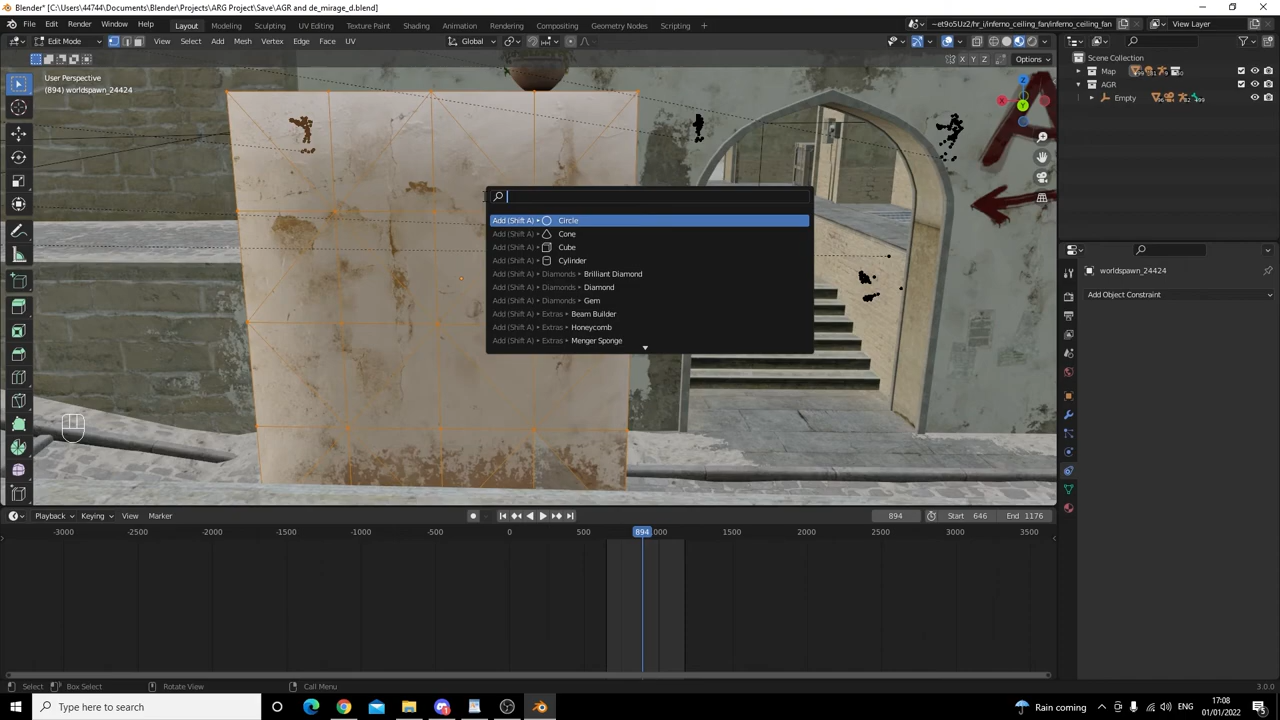 Blender* [C:\Users\44744\Documents\Blender\Projects\ARG Project\Save\AGR and de_mirage_d.blend]
File Edit Render Window Help Layout Modeling Sculpting UV Editing Texture Paint Shading Animation Rendering Compositing Geometry Nodes Scripting ~et9o5Uz2/hr_i/inferno_ceiling_fan/inferno_ceiling_fan View Layer
Edit Mode View Select Add Mesh Vertex Edge Face UV Global
X Y Z Options
Scene Collection
Map
AGR
Empty
User Perspective
(894) worldspawn_24424
X
Y
Z
A
Add (Shift A) ▸ Circle
Add (Shift A) ▸ Cone
Add (Shift A) ▸ Cube
Add (Shift A) ▸ Cylinder
Add (Shift A) ▸ Diamonds ▸ Brilliant Diamond
Add (Shift A) ▸ Diamonds ▸ Diamond
Add (Shift A) ▸ Diamonds ▸ Gem
Add (Shift A) ▸ Extras ▸ Beam Builder
Add (Shift A) ▸ Extras ▸ Honeycomb
Add (Shift A) ▸ Extras ▸ Menger Sponge
worldspawn_24424
Add Object Constraint
Playback Keying View Marker 894 Start 646 End 1176
-3000 -2500 -2000 -1500 -1000 -500 0 500 894 1500 2000 2500 3000 3500
Select Box Select Rotate View Call Menu 3.0.0
Type here to search
Rain coming ENG 17:08
01/01/2022